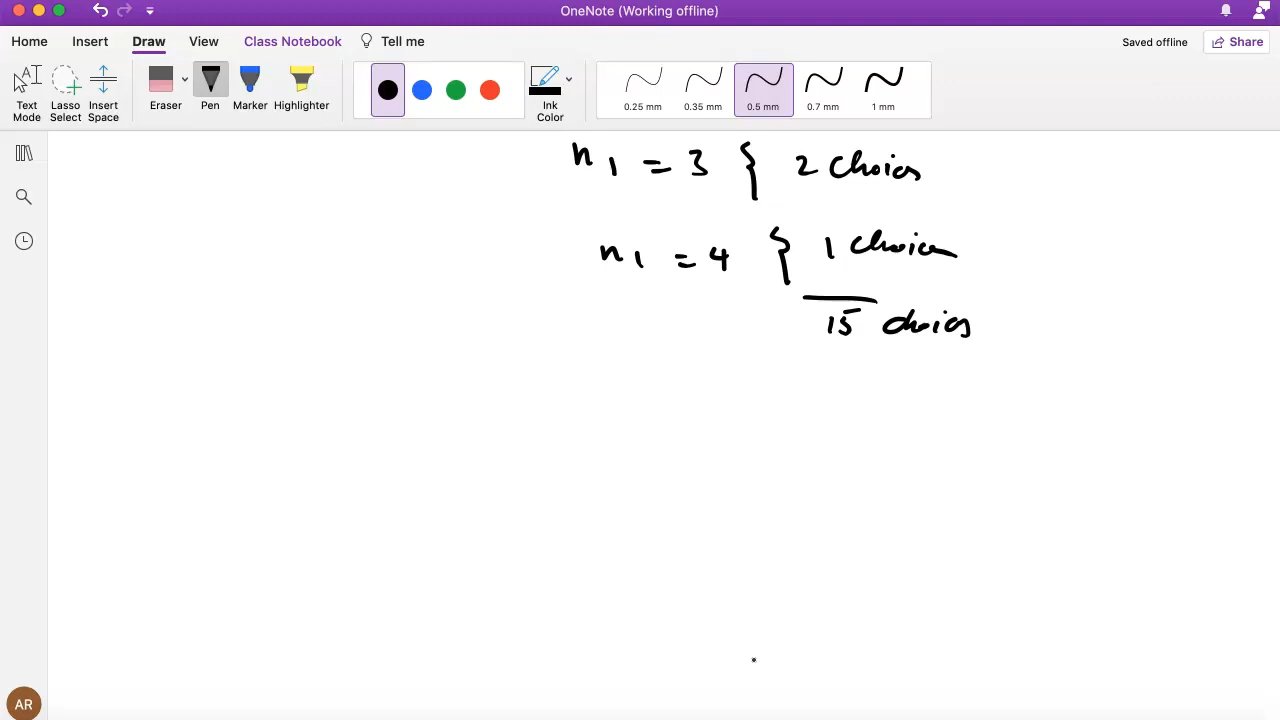 OneNote (Working offline)
Home Insert Draw View Class Notebook Tell me
Saved offline Share
Text Mode
Lasso Select
Insert Space
Eraser
Pen
Marker
Highlighter
Ink Color
0.25 mm 0.35 mm 0.5 mm 0.7 mm 1 mm
n1 = 3 { 2 choices
n1 = 4 { 1 choice
15 choices
AR